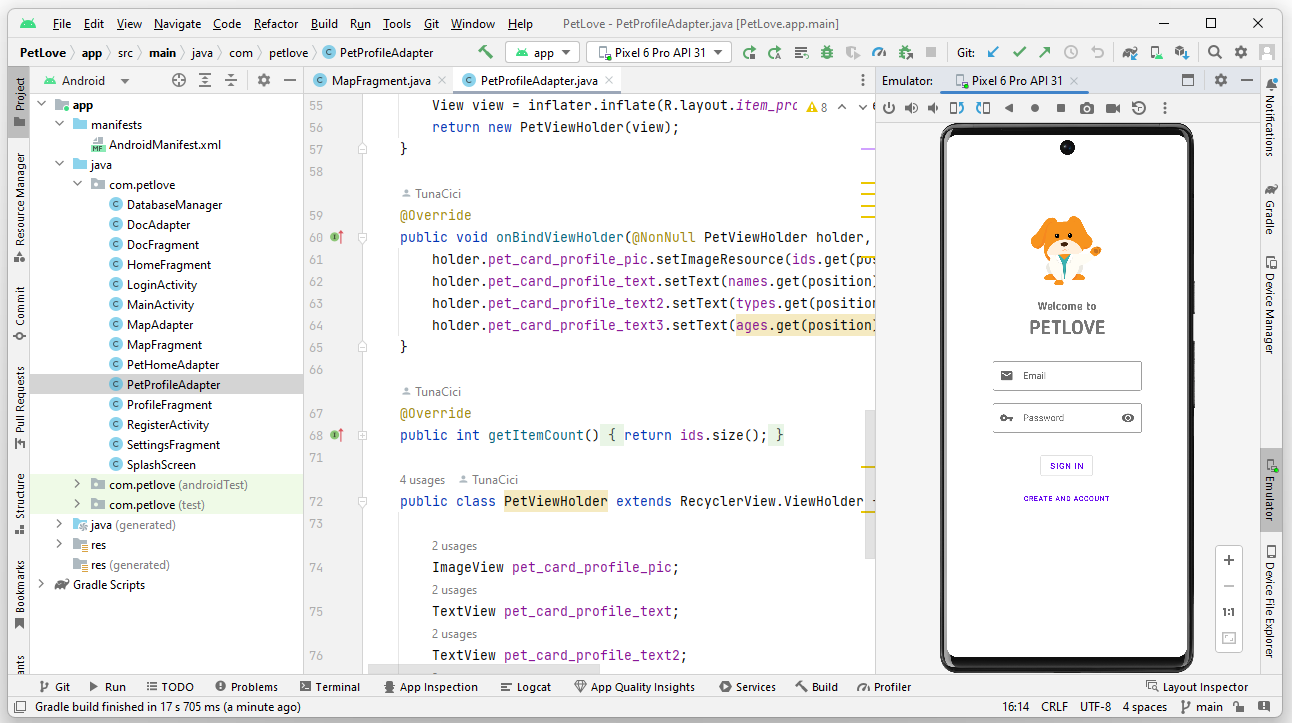 File Edit View Navigate Code Refactor Build Run Tools Git Window Help PetLove - PetProfileAdapter.java [PetLove.app.main]
PetLove app src main java com petlove C PetProfileAdapter app Pixel 6 Pro API 31 Git:
Android
C MapFragment.java C PetProfileAdapter.java
Emulator: Pixel 6 Pro API 31
Project
Resource Manager
Commit
Pull Requests
Structure
Bookmarks
app
manifests
MF AndroidManifest.xml
java
com.petlove
C DatabaseManager
C DocAdapter
C DocFragment
C HomeFragment
C LoginActivity
C MainActivity
C MapAdapter
C MapFragment
C PetHomeAdapter
C PetProfileAdapter
C ProfileFragment
C RegisterActivity
C SettingsFragment
C SplashScreen
com.petlove (androidTest)
com.petlove (test)
java (generated)
res
res (generated)
Gradle Scripts
8
55 View view = inflater.inflate(R.layout.item_pro
56 return new PetViewHolder(view);
57 }
58
TunaCici
59 @Override
60 public void onBindViewHolder(@NonNull PetViewHolder holder,
61 holder.pet_card_profile_pic.setImageResource(ids.get(pos
62 holder.pet_card_profile_text.setText(names.get(position)
63 holder.pet_card_profile_text2.setText(types.get(position
64 holder.pet_card_profile_text3.setText(ages.get(position)
65 }
66
TunaCici
67 @Override
68 public int getItemCount() { return ids.size(); }
71
4 usages TunaCici
72 public class PetViewHolder extends RecyclerView.ViewHolder
73
2 usages
74 ImageView pet_card_profile_pic;
2 usages
75 TextView pet_card_profile_text;
2 usages
76 TextView pet_card_profile_text2;
Welcome to
PETLOVE
Email
Password
SIGN IN
CREATE AND ACCOUNT
1:1
Notifications
Gradle
Device Manager
Emulator
Device File Explorer
Git Run TODO Problems Terminal App Inspection Logcat App Quality Insights Services Build Profiler Layout Inspector
Gradle build finished in 17 s 705 ms (a minute ago) 16:14 CRLF UTF-8 4 spaces main